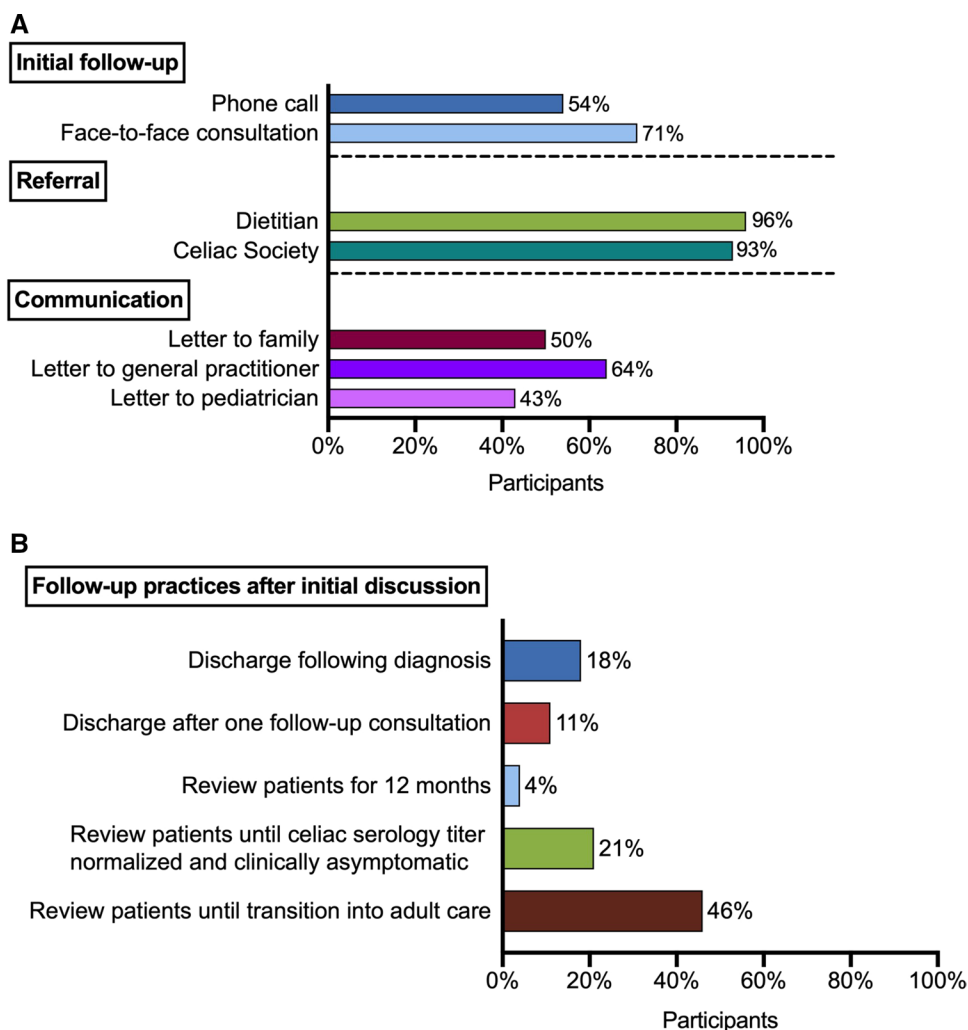 A
Initial follow-up
Phone call 54%
Face-to-face consultation 71%
Referral
Dietitian 96%
Celiac Society 93%
Communication
Letter to family 50%
Letter to general practitioner 64%
Letter to pediatrician 43%
0% 20% 40% 60% 80% 100%
Participants
B
Follow-up practices after initial discussion
Discharge following diagnosis 18%
Discharge after one follow-up consultation 11%
Review patients for 12 months 4%
Review patients until celiac serology titer
normalized and clinically asymptomatic 21%
Review patients until transition into adult care 46%
0% 20% 40% 60% 80% 100%
Participants